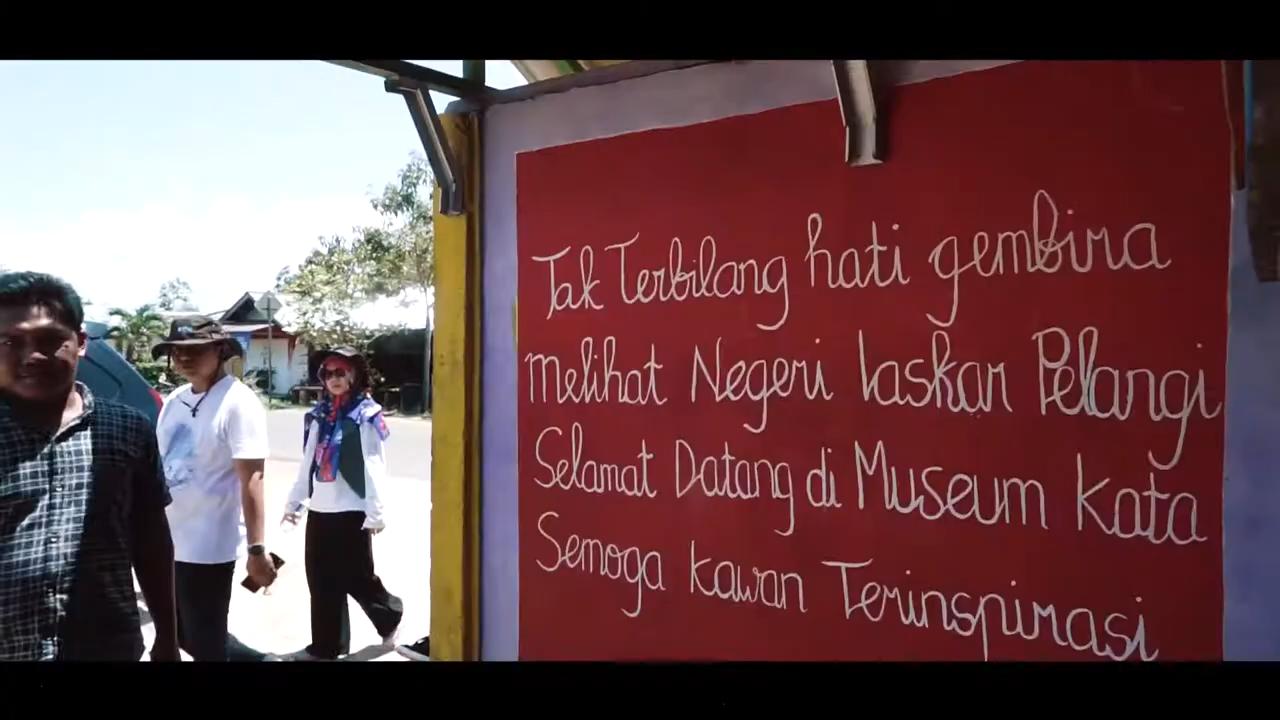 Tak Terbilang hati gembira
Melihat Negeri laskar Pelangi
Selamat Datang di Museum Kata
Semoga kawan Terinspirasi